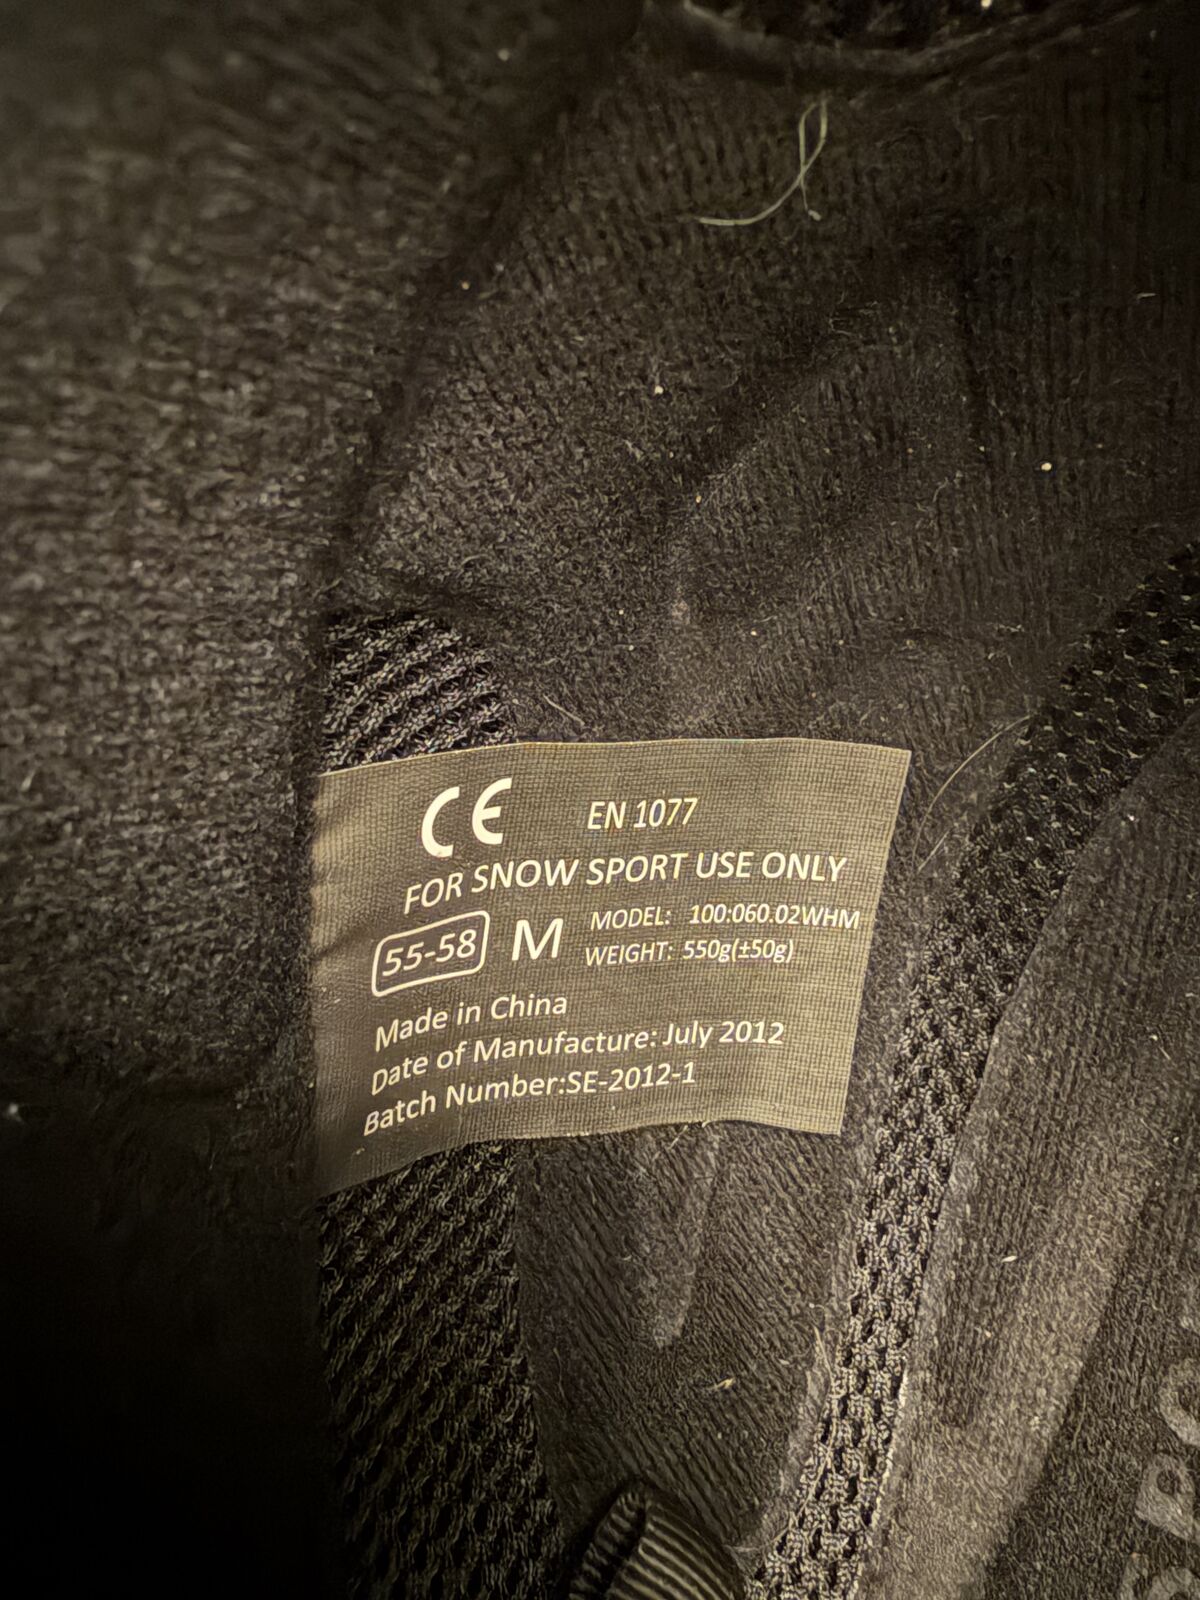 CE EN 1077
FOR SNOW SPORT USE ONLY
55-58 M MODEL: 100:060.02WHM
WEIGHT: 550g(±50g)
Made in China
Date of Manufacture: July 2012
Batch Number:SE-2012-1